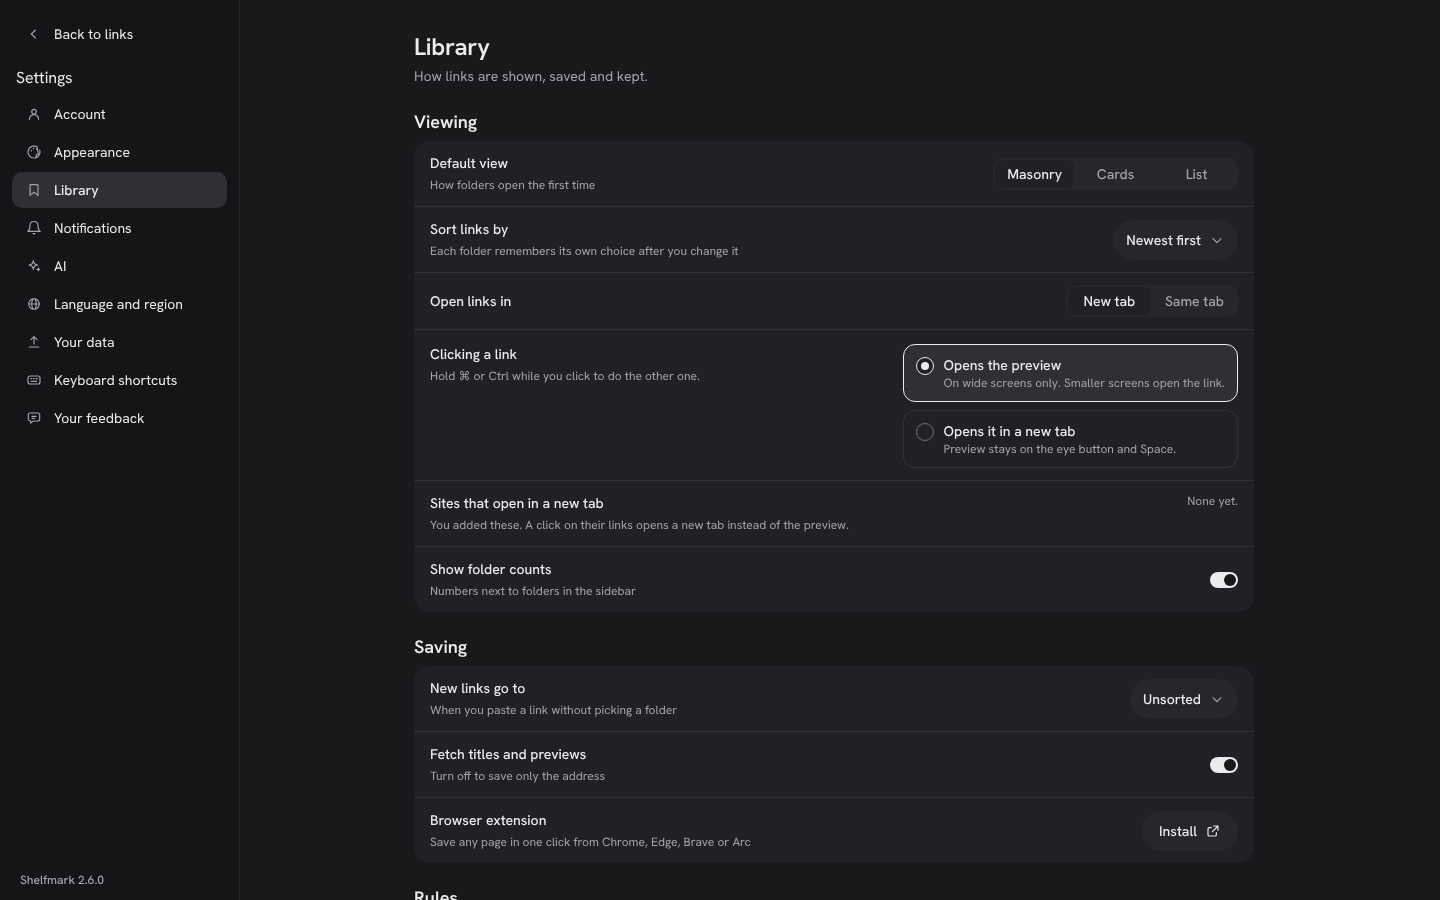 Back to links
Settings
Account
Appearance
Library
Notifications
AI
Language and region
Your data
Keyboard shortcuts
Your feedback
Shelfmark 2.6.0
Library
How links are shown, saved and kept.
Viewing
Default view
How folders open the first time
Masonry Cards List
Sort links by
Each folder remembers its own choice after you change it
Newest first
Open links in
New tab Same tab
Clicking a link
Hold ⌘ or Ctrl while you click to do the other one.
Opens the preview
On wide screens only. Smaller screens open the link.
Opens it in a new tab
Preview stays on the eye button and Space.
Sites that open in a new tab
You added these. A click on their links opens a new tab instead of the preview.
None yet.
Show folder counts
Numbers next to folders in the sidebar
Saving
New links go to
When you paste a link without picking a folder
Unsorted
Fetch titles and previews
Turn off to save only the address
Browser extension
Save any page in one click from Chrome, Edge, Brave or Arc
Install
Rules